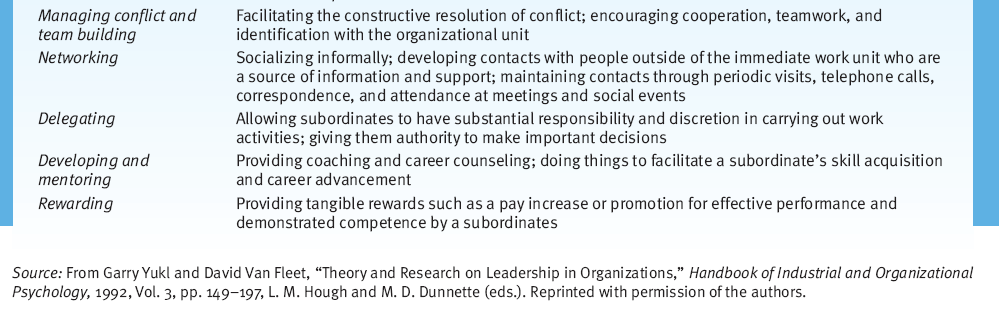 Managing conflict and Facilitating the constructive resolution of conflict; encouraging cooperation, teamwork, and
team building identification with the organizational unit
Networking Socializing informally; developing contacts with people outside of the immediate work unit who are
a source of information and support; maintaining contacts through periodic visits, telephone calls,
correspondence, and attendance at meetings and social events
Delegating Allowing subordinates to have substantial responsibility and discretion in carrying out work
activities; giving them authority to make important decisions
Developing and Providing coaching and career counseling; doing things to facilitate a subordinate’s skill acquisition
mentoring and career advancement
Rewarding Providing tangible rewards such as a pay increase or promotion for effective performance and
demonstrated competence by a subordinates
Source: From Garry Yukl and David Van Fleet, “Theory and Research on Leadership in Organizations,” Handbook of Industrial and Organizational
Psychology, 1992, Vol. 3, pp. 149–197, L. M. Hough and M. D. Dunnette (eds.). Reprinted with permission of the authors.